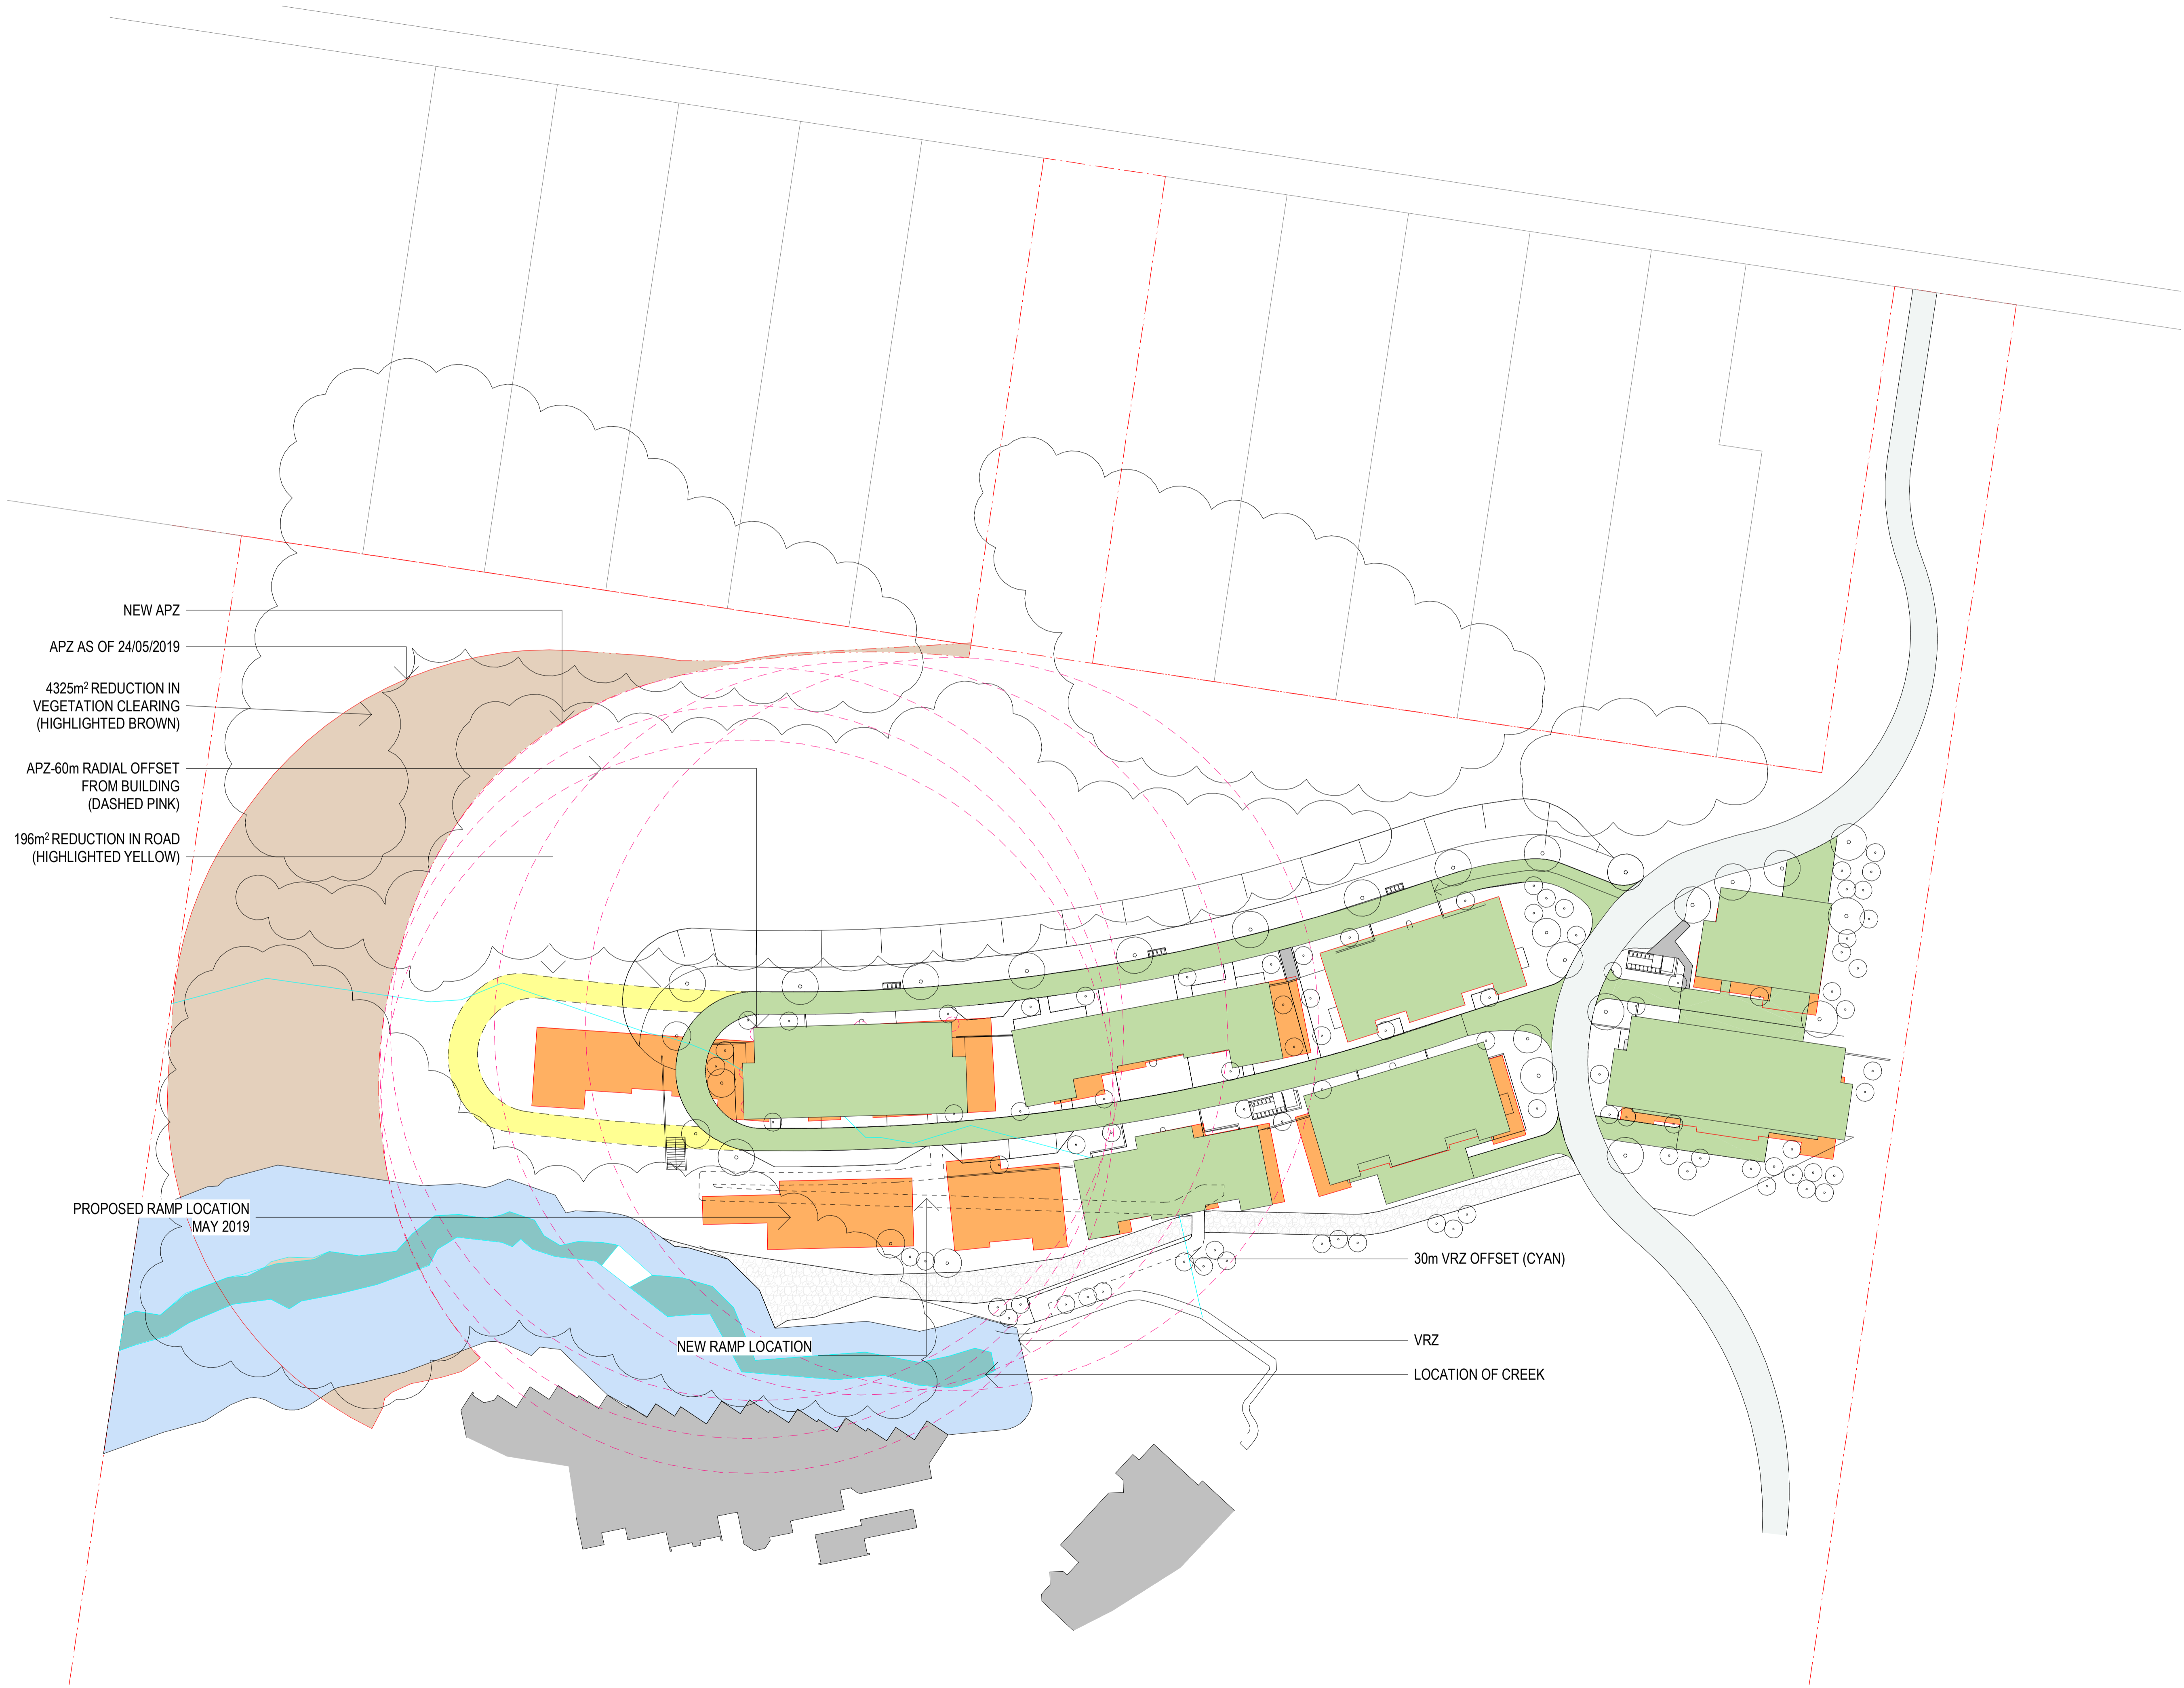 NEW APZ
APZ AS OF 24/05/2019
4325m² REDUCTION IN
VEGETATION CLEARING
(HIGHLIGHTED BROWN)
APZ-60m RADIAL OFFSET
FROM BUILDING
(DASHED PINK)
196m² REDUCTION IN ROAD
(HIGHLIGHTED YELLOW)
PROPOSED RAMP LOCATION
MAY 2019
NEW RAMP LOCATION
30m VRZ OFFSET (CYAN)
VRZ
LOCATION OF CREEK